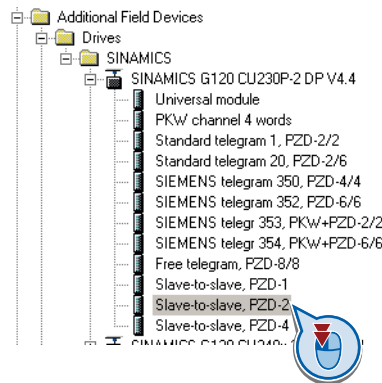 Additional Field Devices
Drives
SINAMICS
SINAMICS G120 CU230P-2 DP V4.4
Universal module
PKW channel 4 words
Standard telegram 1, PZD-2/2
Standard telegram 20, PZD-2/6
SIEMENS telegram 350, PZD-4/4
SIEMENS telegram 352, PZD-6/6
SIEMENS telegr 353, PKW+PZD-2/2
SIEMENS telegr 354, PKW+PZD-6/6
Free telegram, PZD-8/8
Slave-to-slave, PZD-1
Slave-to-slave, PZD-2
Slave-to-slave, PZD-4
SINAMICS G120 CU240